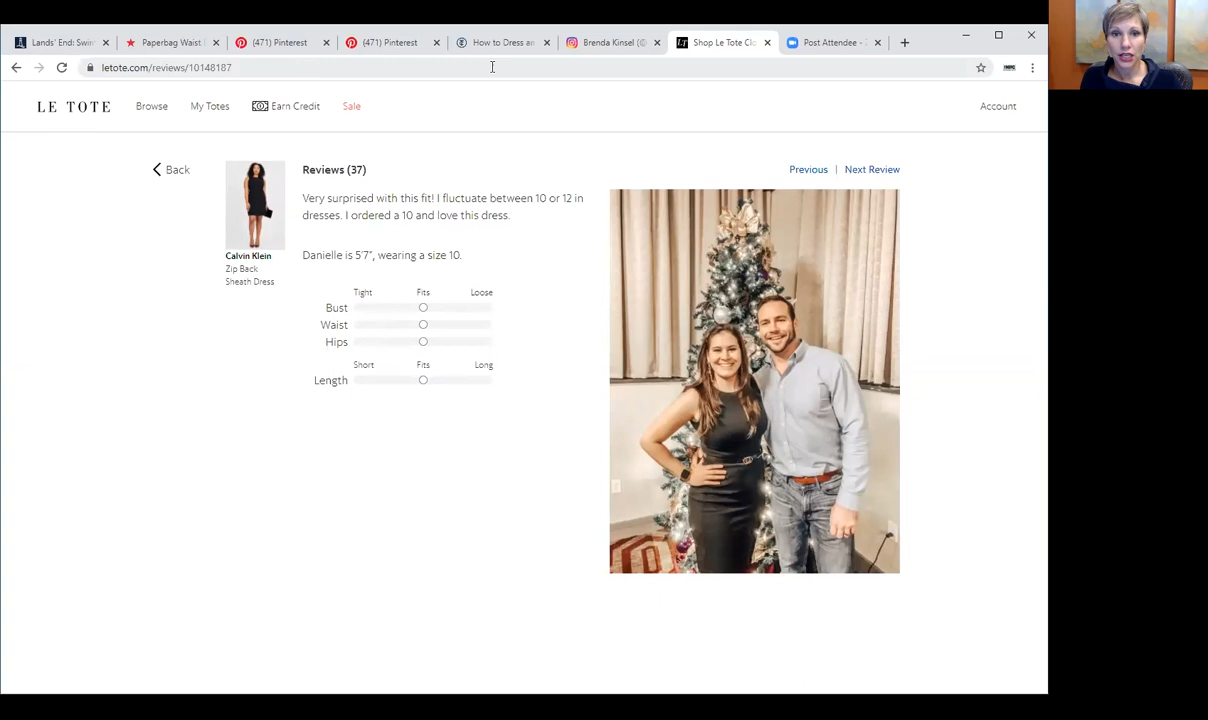 Lands' End: Swim
Paperbag Waist
(471) Pinterest
(471) Pinterest
How to Dress an
Brenda Kinsel (@
Shop Le Tote Clo
Post Attendee - Z
letote.com/reviews/10148187
LE TOTE
Browse
My Totes
Earn Credit
Sale
Account
Back
Reviews (37)
Previous | Next Review
Very surprised with this fit! I fluctuate between 10 or 12 in
dresses. I ordered a 10 and love this dress.
Calvin Klein
Zip Back
Sheath Dress
Danielle is 5'7", wearing a size 10.
Tight Fits Loose
Bust
Waist
Hips
Short Fits Long
Length